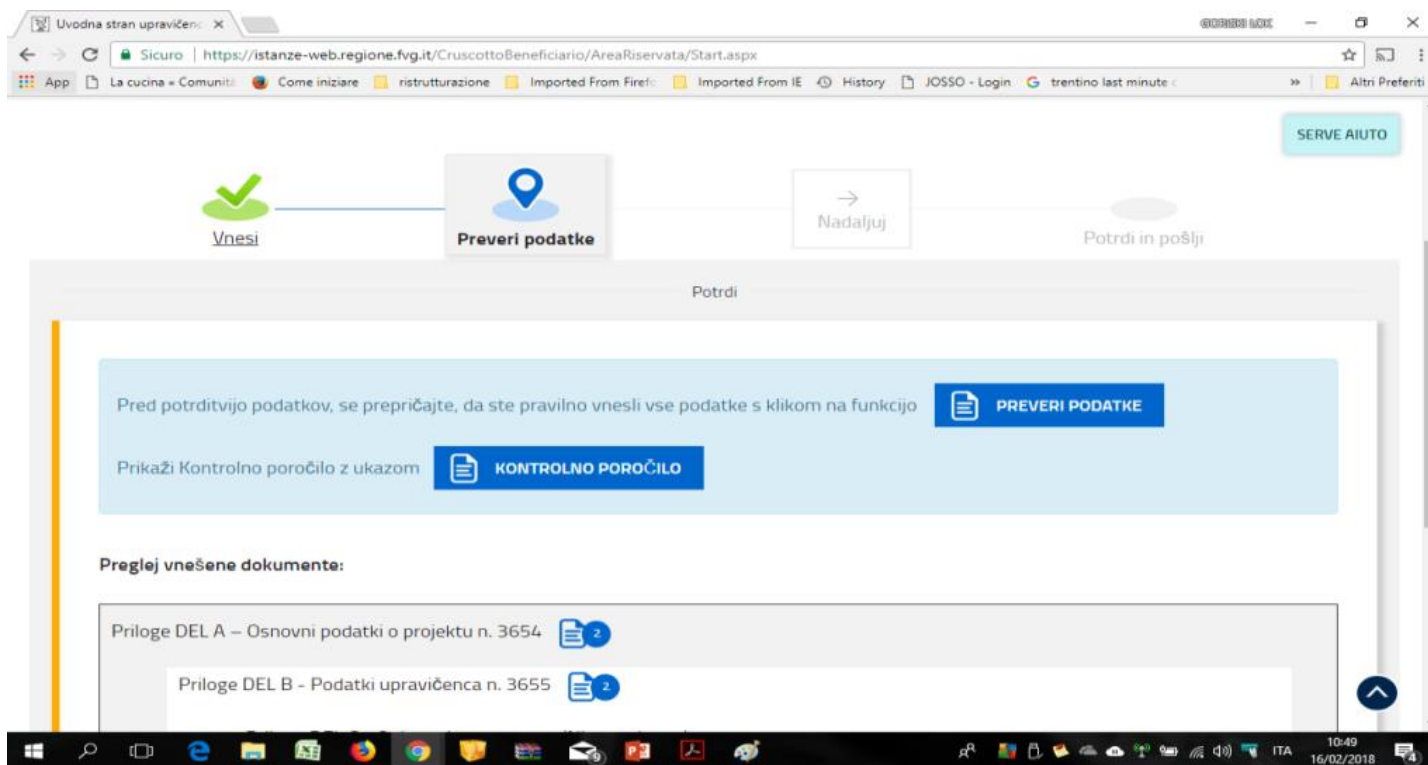 Uvodna stran upravičenc
GORIBIKI LOIX
Sicuro | https://istanze-web.regione.fvg.it/CruscottoBeneficiario/AreaRiservata/Start.aspx
App La cucina « Comunità Come iniziare ristrutturazione Imported From Firefo Imported From IE History JOSSO - Login trentino last minute c » Altri Preferiti
SERVE AIUTO
Vnesi
Preveri podatke
Nadaljuj
Potrdi in pošlji
Potrdi
Pred potrditvijo podatkov, se prepričajte, da ste pravilno vnesli vse podatke s klikom na funkcijo PREVERI PODATKE
Prikaži Kontrolno poročilo z ukazom KONTROLNO POROČILO
Preglej vnešene dokumente:
Priloge DEL A – Osnovni podatki o projektu n. 3654 2
Priloge DEL B - Podatki upravičenca n. 3655 2
ITA
10:49
16/02/2018